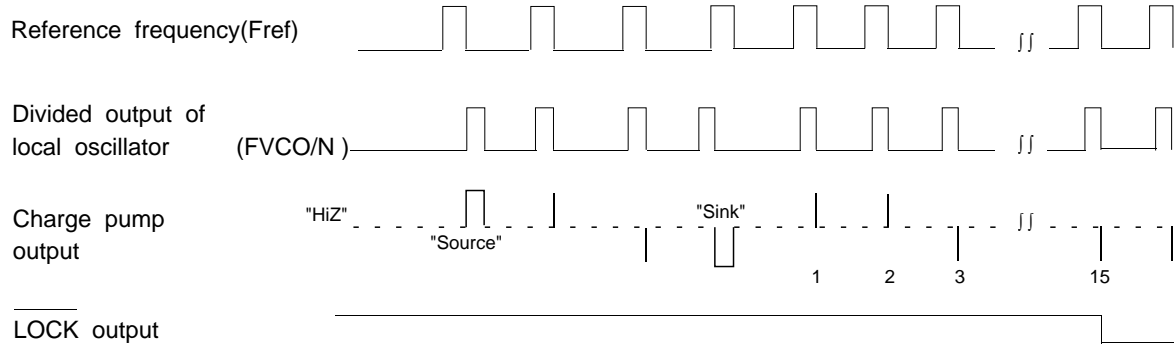 Reference frequency(Fref)
∫∫
Divided output of
local oscillator (FVCO/N )
∫∫
Charge pump
output
"HiZ"
"Source"
"Sink"
∫∫
1 2 3 15
LOCK output